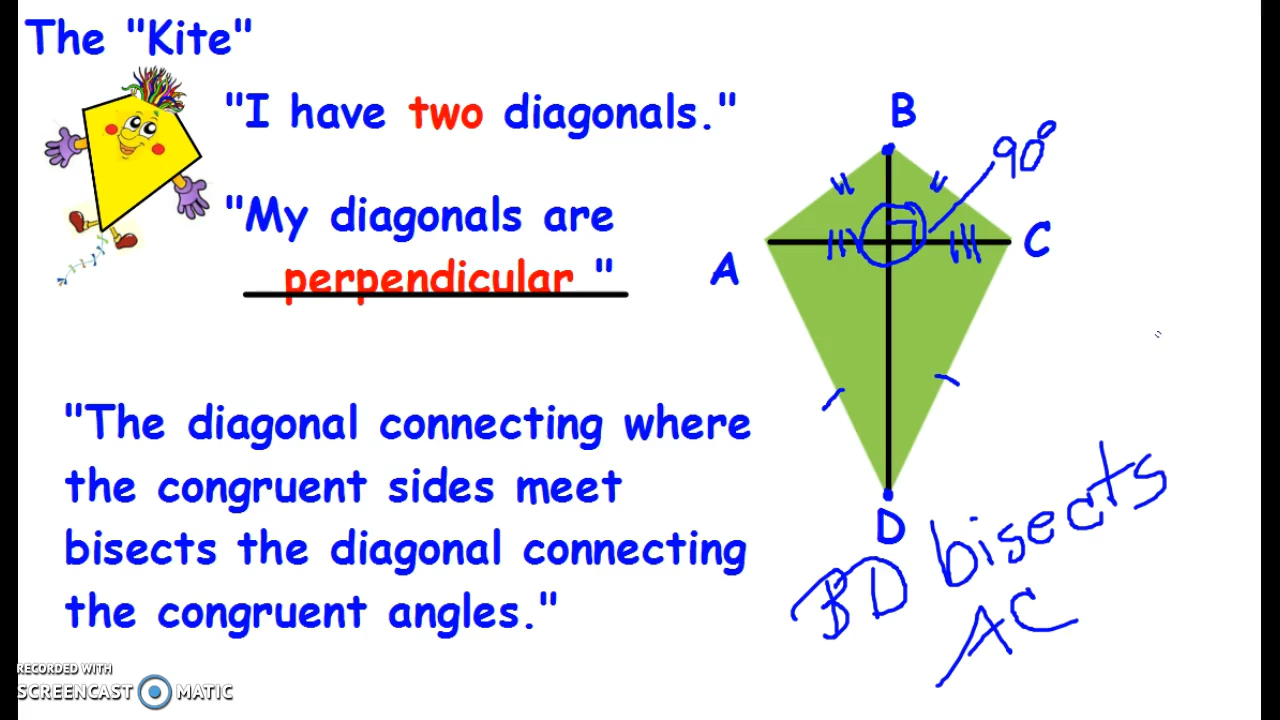 The "Kite"
"I have two diagonals."
"My diagonals are
perpendicular "
"The diagonal connecting where
the congruent sides meet
bisects the diagonal connecting
the congruent angles."
B
90°
A
C
D
BD bisects
AC
RECORDED WITH
SCREENCAST MATIC